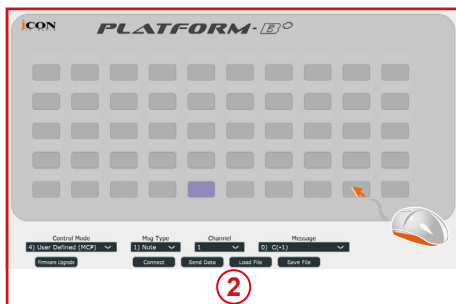 iCON
PLATFORM·B+
Control Mode
Msg Type
Channel
Message
4) User Defined (MCP)
1) Note
1
0) C(-1)
Firmware Upgrade
Connect
Send Data
Load File
Save File
2